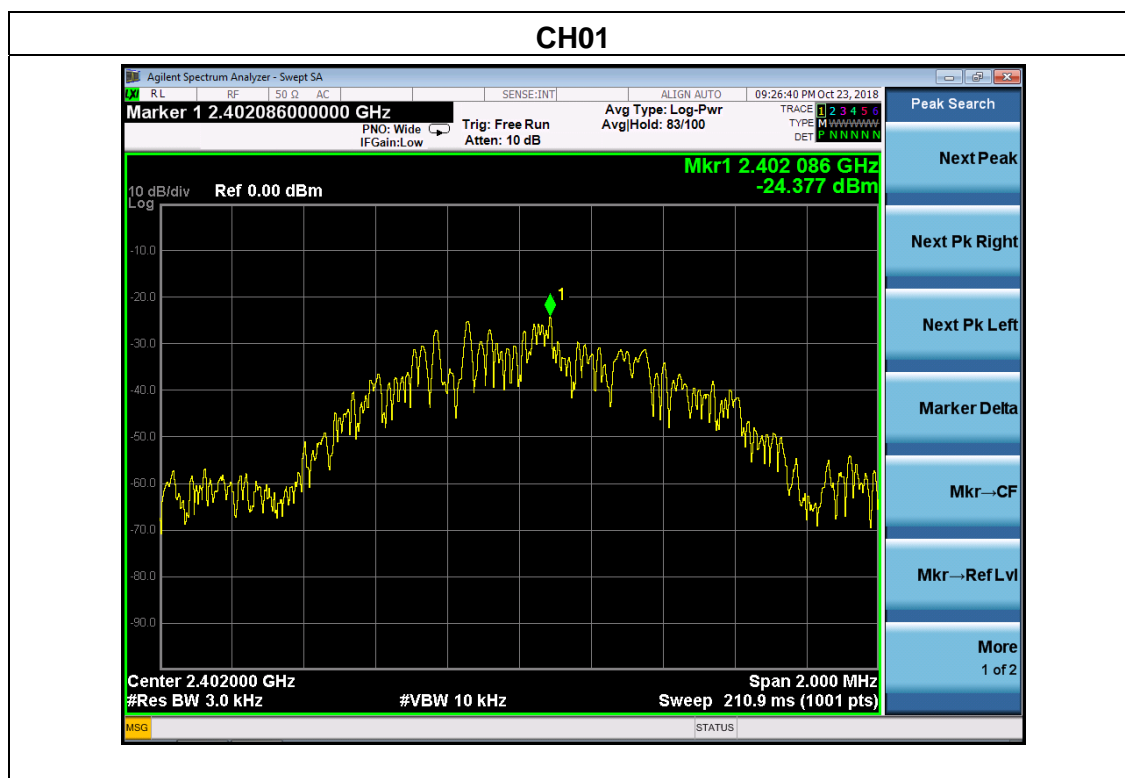 CH01
Agilent Spectrum Analyzer - Swept SA
LXI RL RF 50 Ω AC SENSE:INT ALIGN AUTO 09:26:40 PM Oct 23, 2018
Marker 1 2.402086000000 GHz
PNO: Wide
IFGain:Low
Trig: Free Run
Atten: 10 dB
Avg Type: Log-Pwr
Avg|Hold: 83/100
TRACE 1 2 3 4 5 6
TYPE M WWWWW
DET P N N N N N
Peak Search
Mkr1 2.402 086 GHz
-24.377 dBm
10 dB/div Ref 0.00 dBm
Log
-10.0
-20.0
-30.0
-40.0
-50.0
-60.0
-70.0
-80.0
-90.0
1
Center 2.402000 GHz Span 2.000 MHz
#Res BW 3.0 kHz #VBW 10 kHz Sweep 210.9 ms (1001 pts)
Next Peak
Next Pk Right
Next Pk Left
Marker Delta
Mkr→CF
Mkr→Ref Lvl
More
1 of 2
MSG STATUS